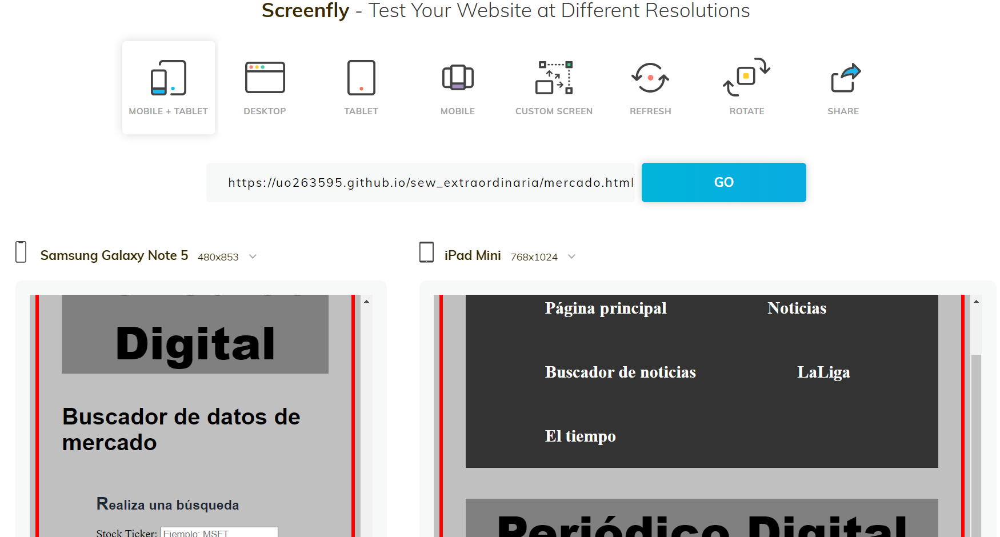 Screenfly - Test Your Website at Different Resolutions
MOBILE + TABLET
DESKTOP
TABLET
MOBILE
CUSTOM SCREEN
REFRESH
ROTATE
SHARE
https://uo263595.github.io/sew_extraordinaria/mercado.html
GO
Samsung Galaxy Note 5 480x853
Digital
Buscador de datos de
mercado
Realiza una búsqueda
Stock Ticker: Ejemplo: MSFT
iPad Mini 768x1024
Página principal
Noticias
Buscador de noticias
LaLiga
El tiempo
Periódico Digital